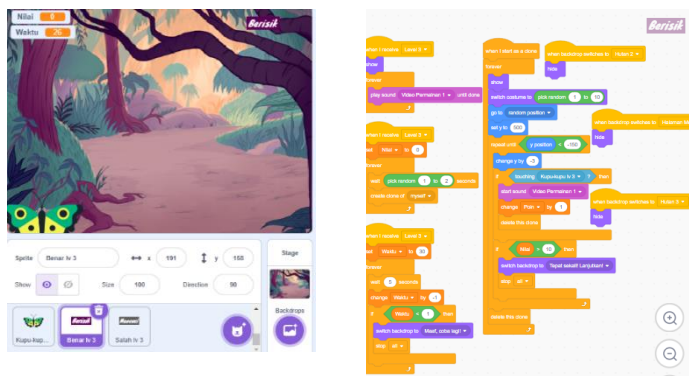 Nilai 0
Waktu 26
Berisik
Sprite Benar lv 3 x 191 y 155
Show Size 100 Direction 90
Stage
Backdrops
Kupu-kup... Benar lv 3 Salah lv 3
Berisik
when I receive Level 3
show
forever
play sound Video Permainan 1 until done
when I receive Level 3
set Nilai to 0
forever
wait pick random 1 to 2 seconds
create clone of myself
when I receive Level 3
set Waktu to 30
forever
wait seconds
change Waktu by -1
if Waktu < 1 then
switch backdrop to Maaf, coba lagi!
stop all
when I start as a clone
forever
show
switch costume to pick random 1 to 10
go to random position
set y to 500
repeat until y position < -150
change y by -3
if touching Kupu-kupu lv 3 ? then
start sound Video Permainan 1
change Poin by 1
delete this clone
if Nilai = 10 then
switch backdrop to Tepat sekali! Lanjutkan!
stop all
delete this clone
when backdrop switches to Hutan 2
hide
when backdrop switches to Halaman
hide
when backdrop switches to Hutan
hide